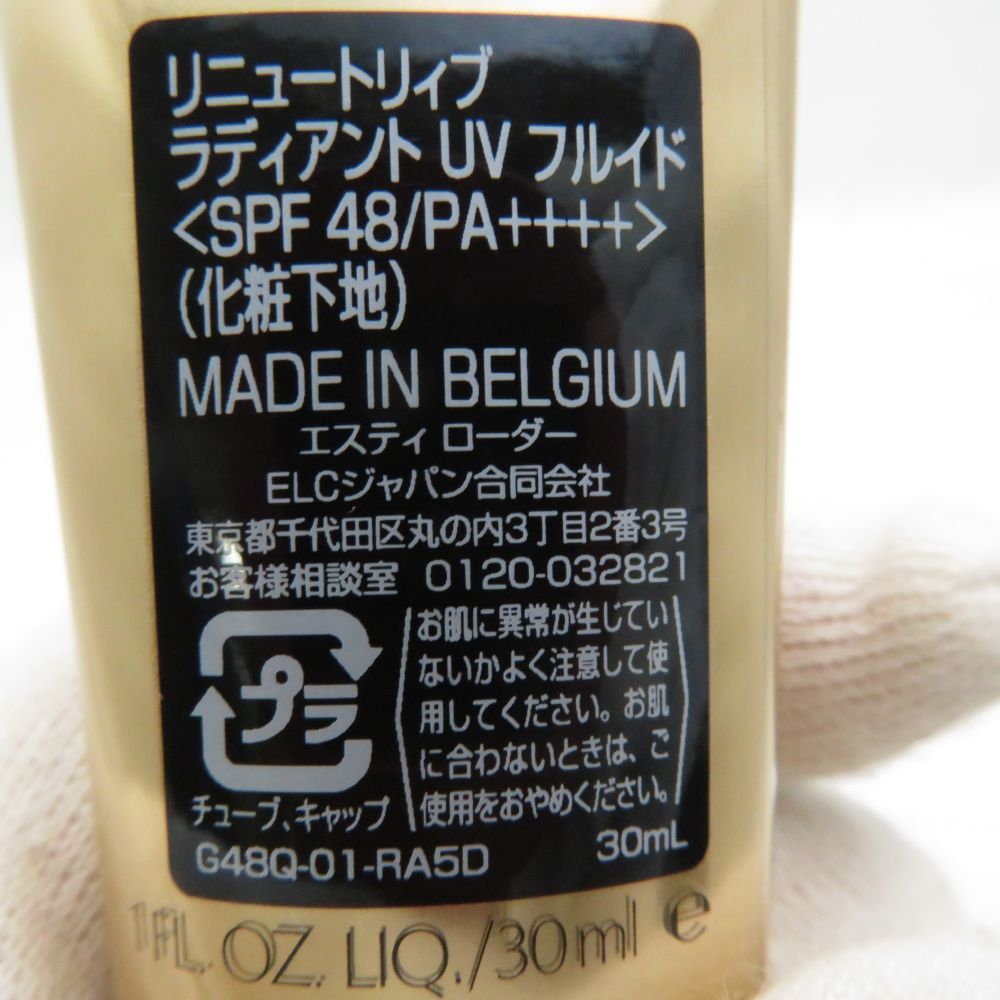 リニュートリィブ
ラディアント UV フルイド
<SPF 48/PA++++>
(化粧下地)
MADE IN BELGIUM
エスティ ローダー
ELCジャパン合同会社
東京都千代田区丸の内3丁目2番3号
お客様相談室 0120-032821
プラ
チューブ、キャップ
お肌に異常が生じてい
ないかよく注意して使
用してください。お肌
に合わないときは、ご
使用をおやめください。
G48Q-01-RA5D 30mL
1 FL. OZ. LIQ./30ml e